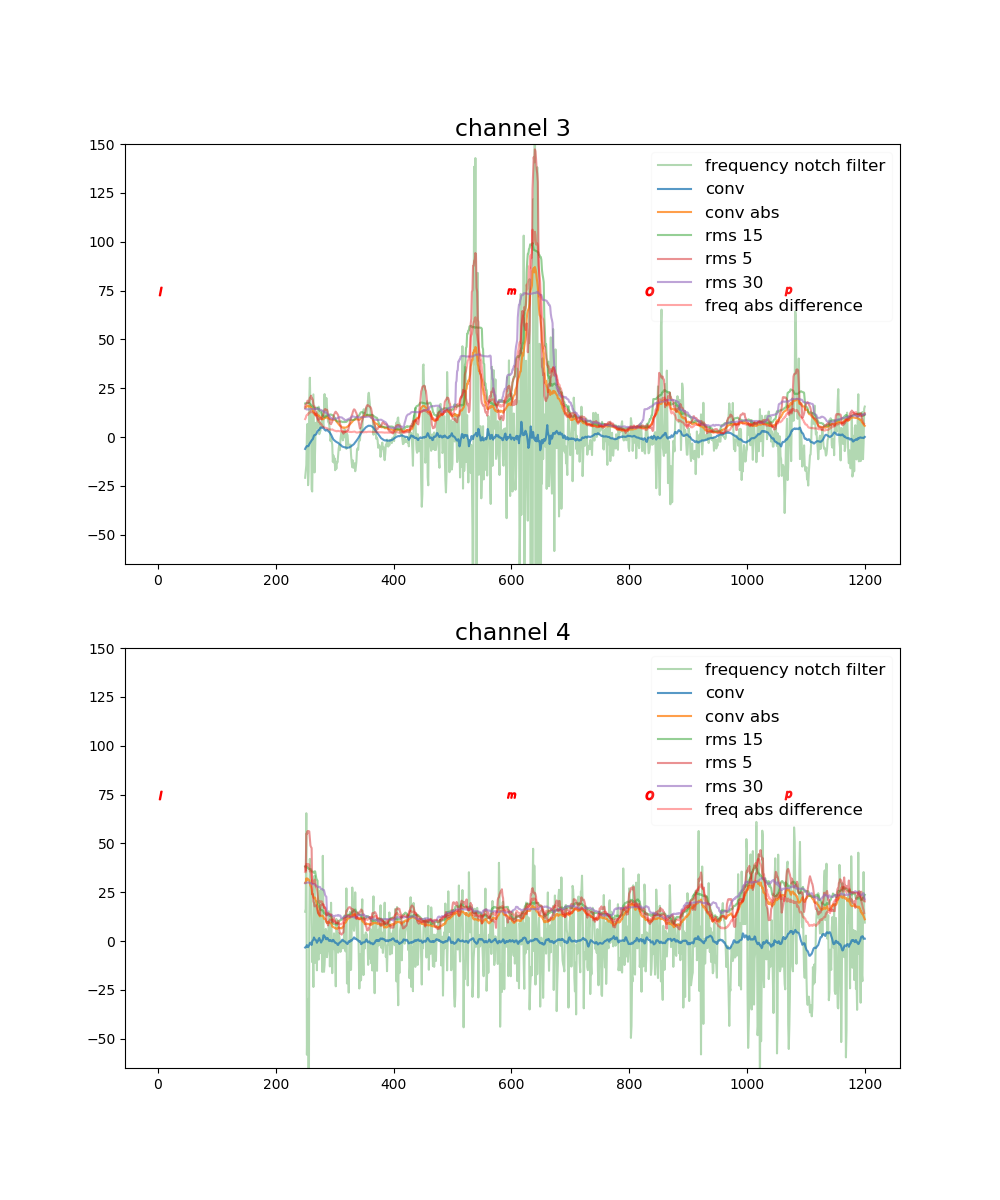 channel 3
150
125
100
75
50
25
0
−25
−50
frequency notch filter
conv
conv abs
rms 15
rms 5
rms 30
freq abs difference
l m o p
0 200 400 600 800 1000 1200
channel 4
150
125
100
75
50
25
0
−25
−50
frequency notch filter
conv
conv abs
rms 15
rms 5
rms 30
freq abs difference
l m o p
0 200 400 600 800 1000 1200